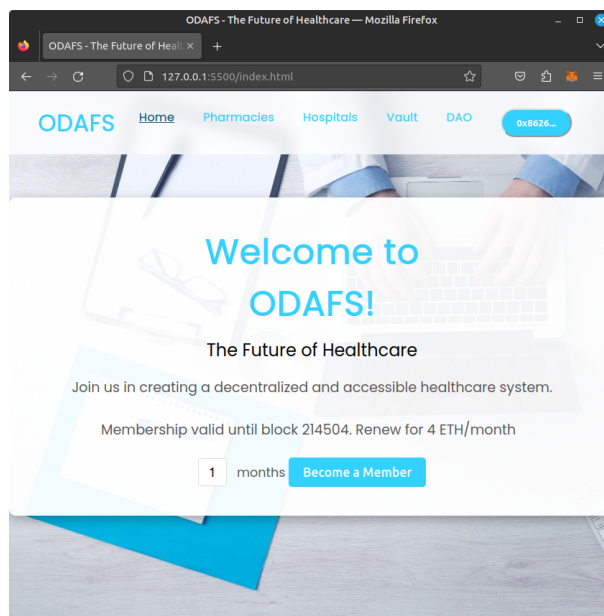 ODAFS - The Future of Healthcare — Mozilla Firefox
ODAFS - The Future of Healt
127.0.0.1:5500/index.html
ODAFS Home Pharmacies Hospitals Vault DAO 0x8626...
Welcome to
ODAFS!
The Future of Healthcare
Join us in creating a decentralized and accessible healthcare system.
Membership valid until block 214504. Renew for 4 ETH/month
1 months Become a Member